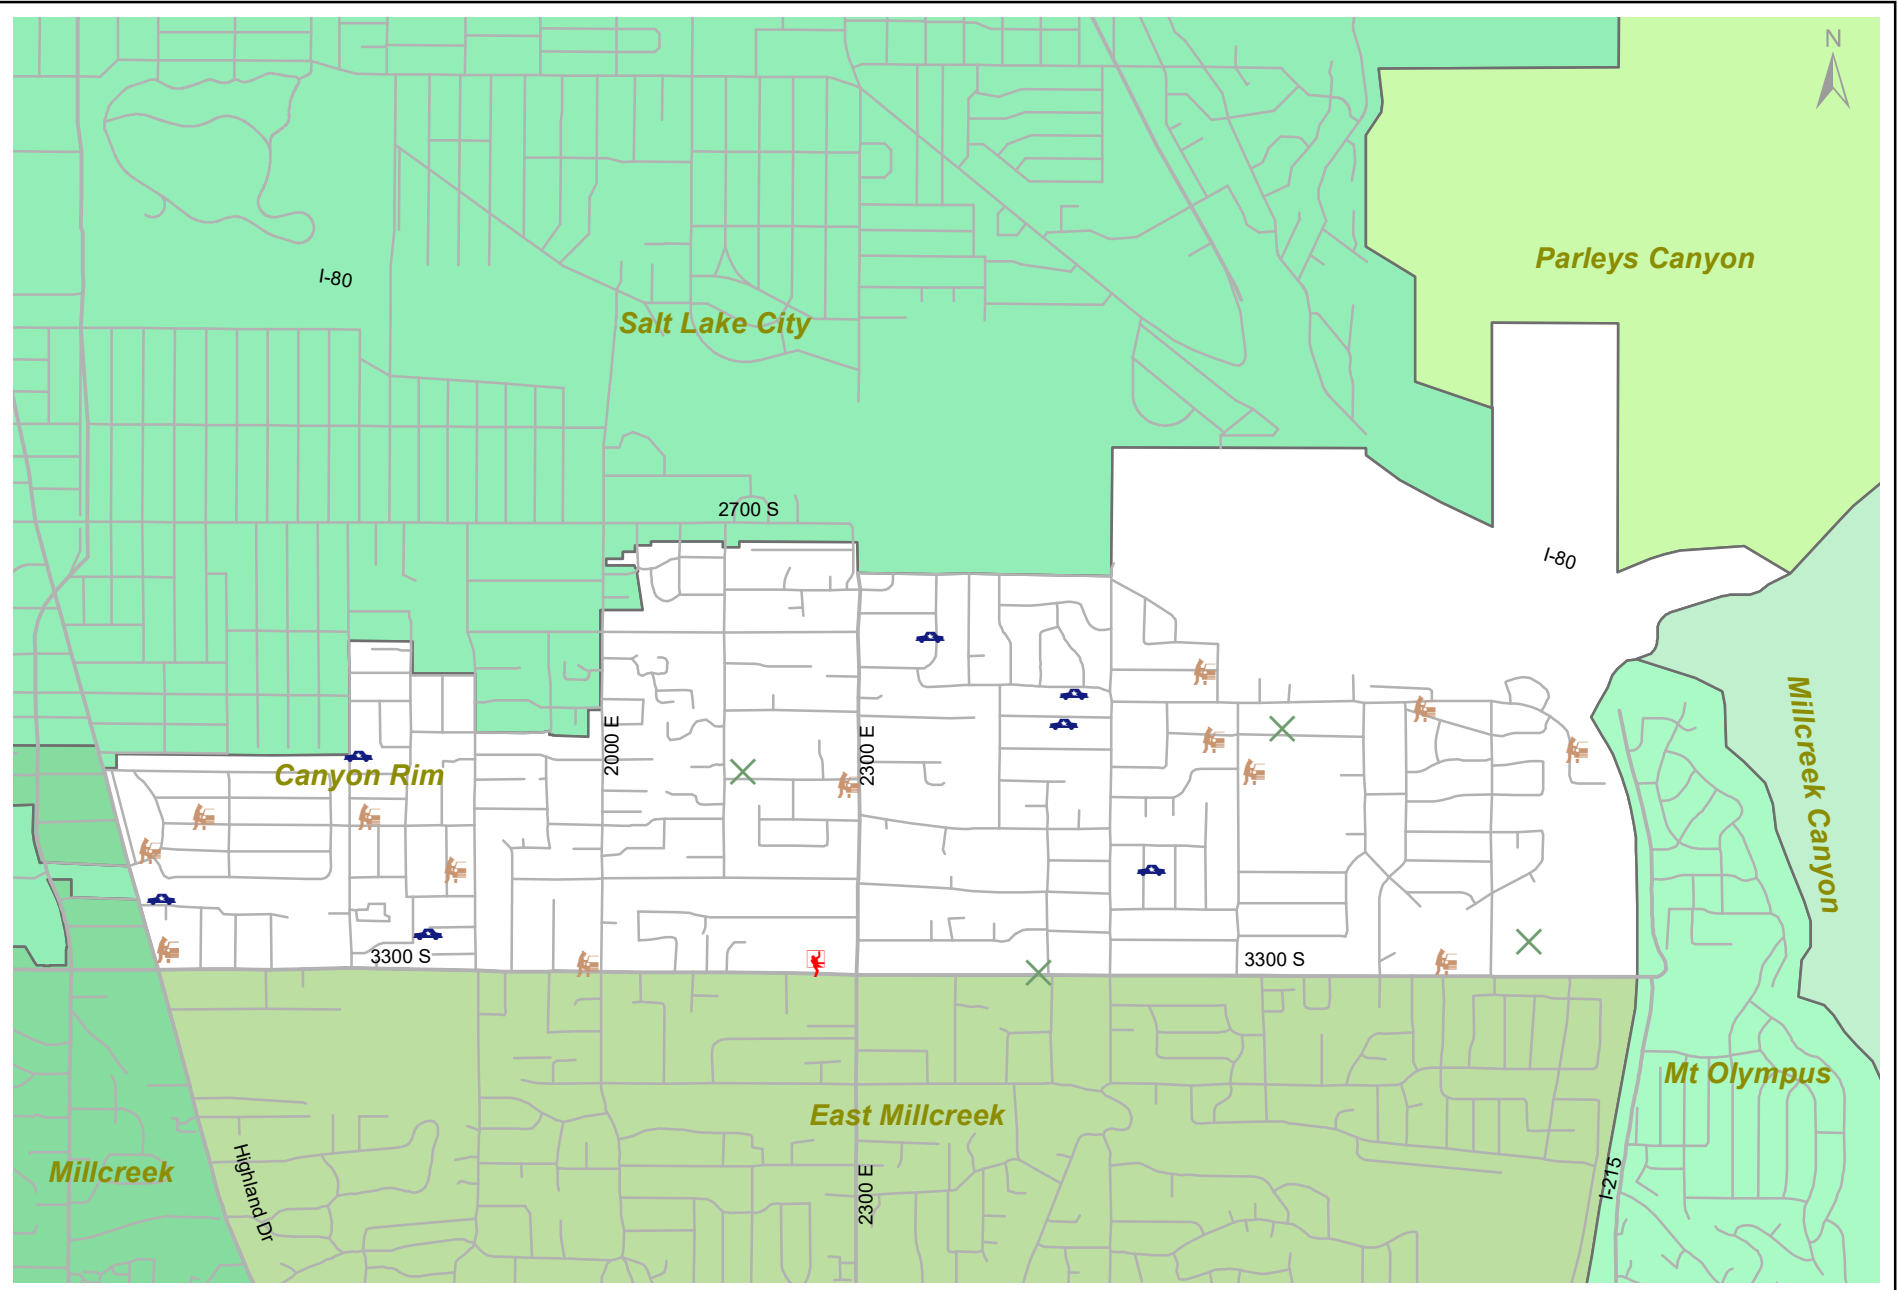 N
Parleys Canyon
I-80
Salt Lake City
2700 S
I-80
Millcreek Canyon
2000 E
2300 E
Canyon Rim
3300 S
3300 S
Mt Olympus
East Millcreek
Millcreek
Highland Dr
2300 E
I-215